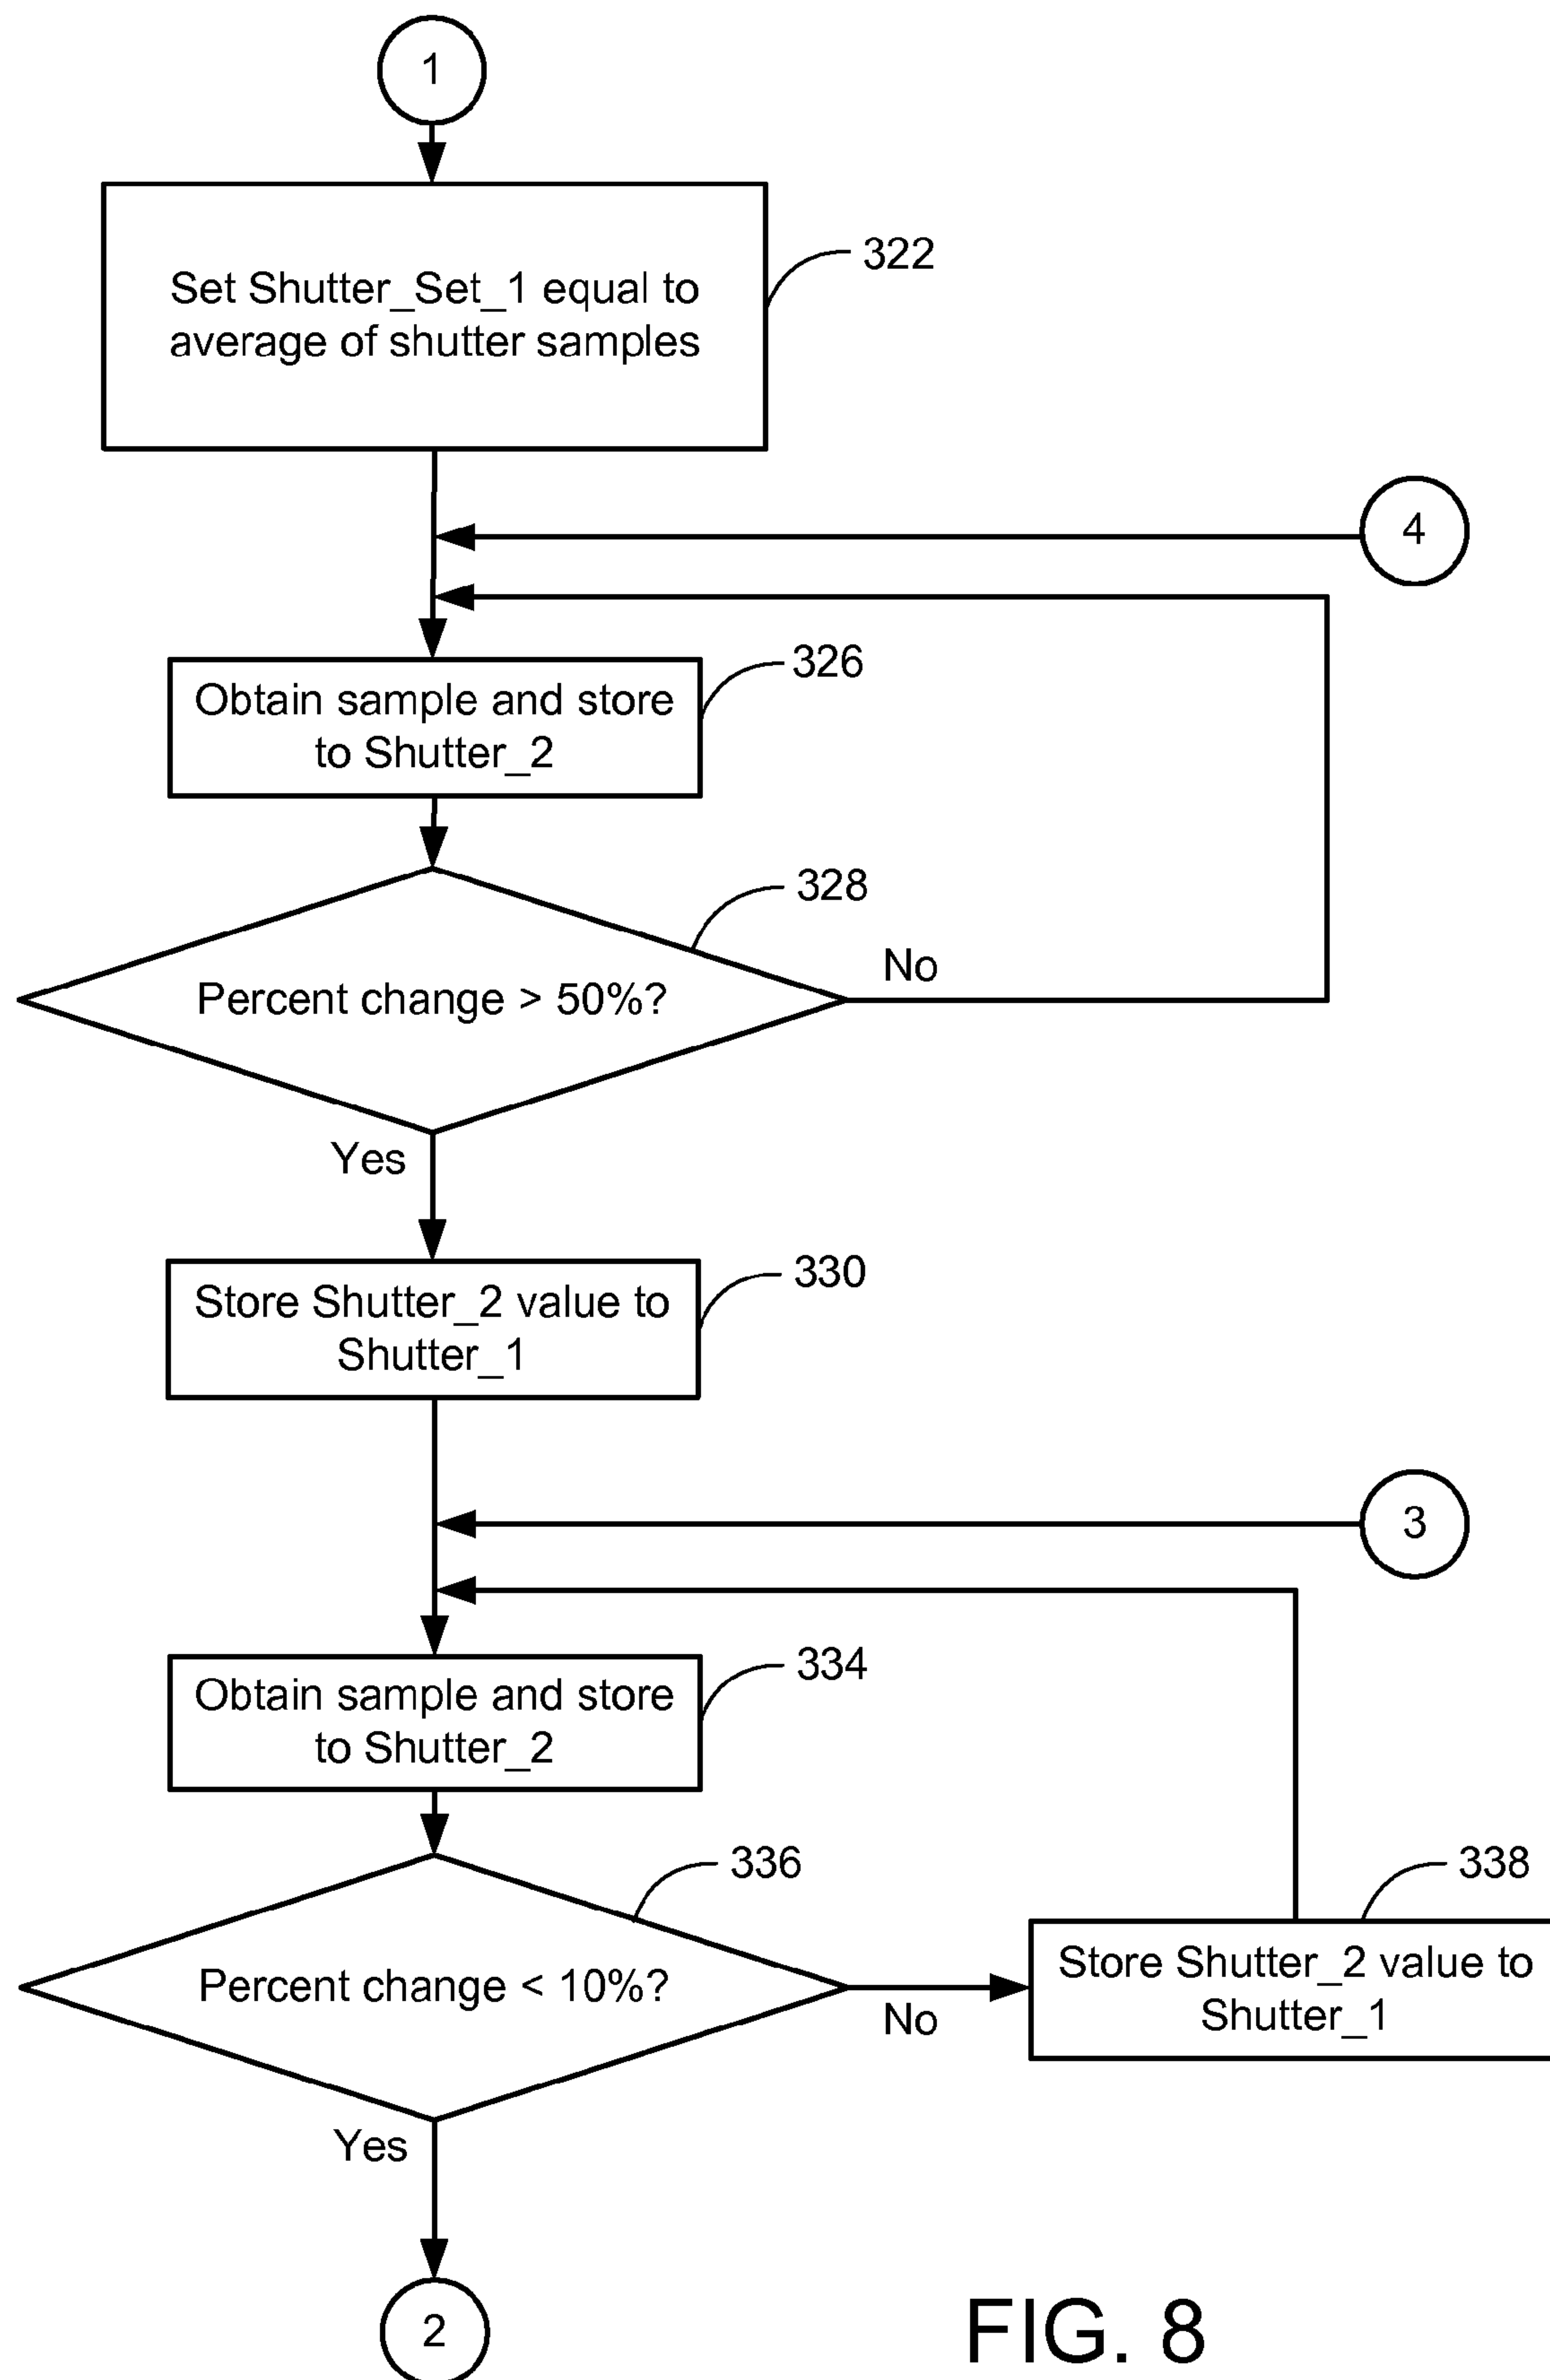 1
322
Set Shutter_Set_1 equal to
average of shutter samples
4
326
Obtain sample and store
to Shutter_2
328
Percent change > 50%?
No
Yes
330
Store Shutter_2 value to
Shutter_1
3
334
Obtain sample and store
to Shutter_2
336
338
Percent change < 10%?
No
Store Shutter_2 value to
Shutter_1
Yes
2
FIG. 8